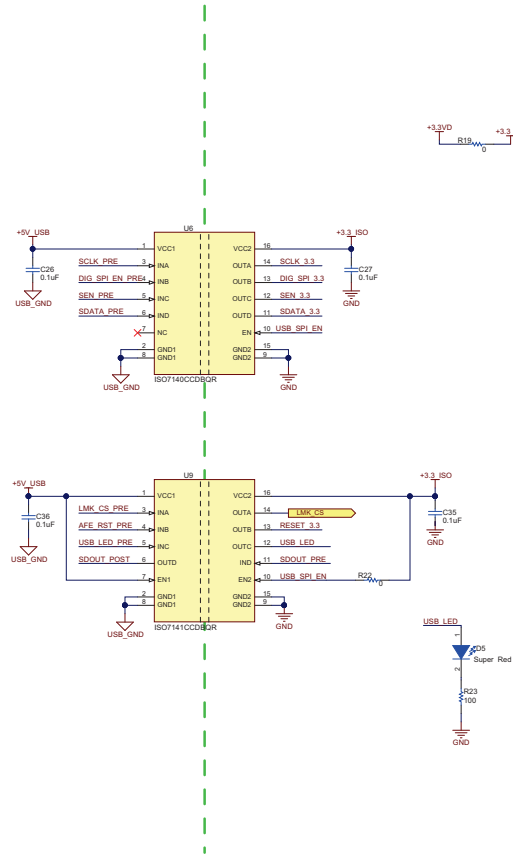 +3.3VD
+3.3
R19
0
U6
+5V_USB
+3.3_ISO
1 VCC1 VCC2 16
C26
0.1uF
SCLK_PRE 3 INA OUTA 14 SCLK_3.3
C27
0.1uF
DIG_SPI_EN_PRE 4 INB OUTB 13 DIG_SPI_3.3
SEN_PRE 5 INC OUTC 12 SEN_3.3
USB_GND
GND
SDATA_PRE 6 IND OUTD 11 SDATA_3.3
7 NC EN 10 USB_SPI_EN
2 GND1 GND2 15
8 GND1 GND2 9
USB_GND
ISO7140CCDBQR
GND
U9
+5V_USB
+3.3_ISO
1 VCC1 VCC2 16
C36
0.1uF
LMK_CS_PRE 3 INA OUTA 14 LMK_CS
C35
0.1uF
AFE_RST_PRE 4 INB OUTB 13 RESET_3.3
USB_LED_PRE 5 INC OUTC 12 USB_LED
USB_GND
GND
SDOUT_POST 6 OUTD IND 11 SDOUT_PRE
7 EN1 EN2 10 USB_SPI_EN
R22
0
2 GND1 GND2 15
8 GND1 GND2 9
USB_GND
ISO7141CCDBQR
GND
USB_LED
1
D5
Super Red
2
R23
100
GND